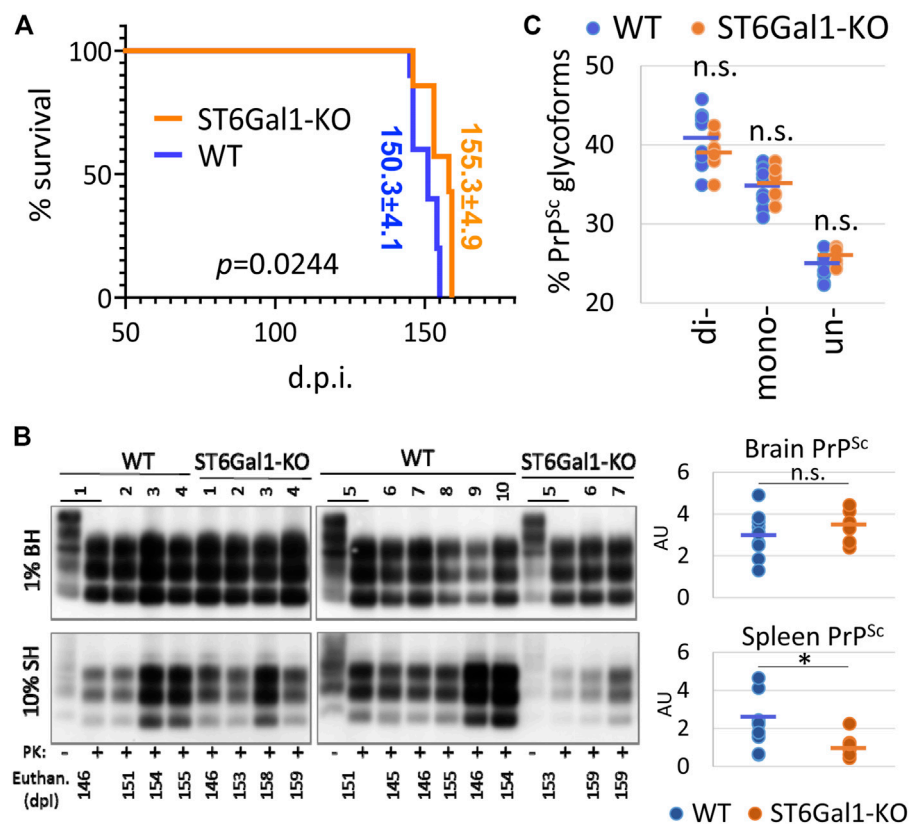 A
100
50
0
% survival
ST6Gal1-KO
WT
150.3±4.1
155.3±4.9
p=0.0244
50
100
150
d.p.i.
C
WT
ST6Gal1-KO
50
40
30
20
% PrPSc glycoforms
n.s.
n.s.
n.s.
di-
mono-
un-
B
WT
ST6Gal1-KO
WT
ST6Gal1-KO
1 2 3 4 1 2 3 4 5 6 7 8 9 10 5 6 7
1% BH
10% SH
PK: - + + + + + + + + - + + + + + + - + + +
Euthan. 146 151 154 155 146 153 158 159 151 145 146 155 146 154 153 159 159
(dpI)
Brain PrPSc
n.s.
6
4
2
0
AU
Spleen PrPSc
*
6
4
2
0
AU
WT
ST6Gal1-KO